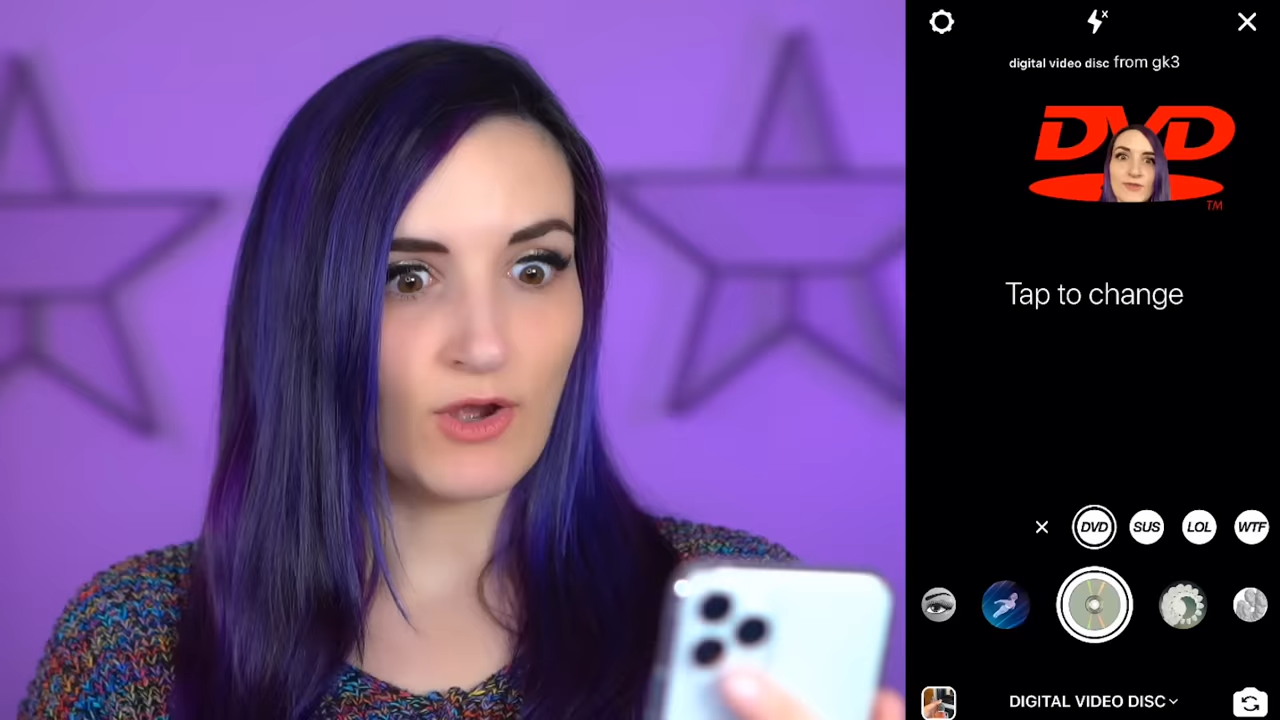 digital video disc from gk3
DVD
TM
Tap to change
DVD SUS LOL WTF
DIGITAL VIDEO DISC